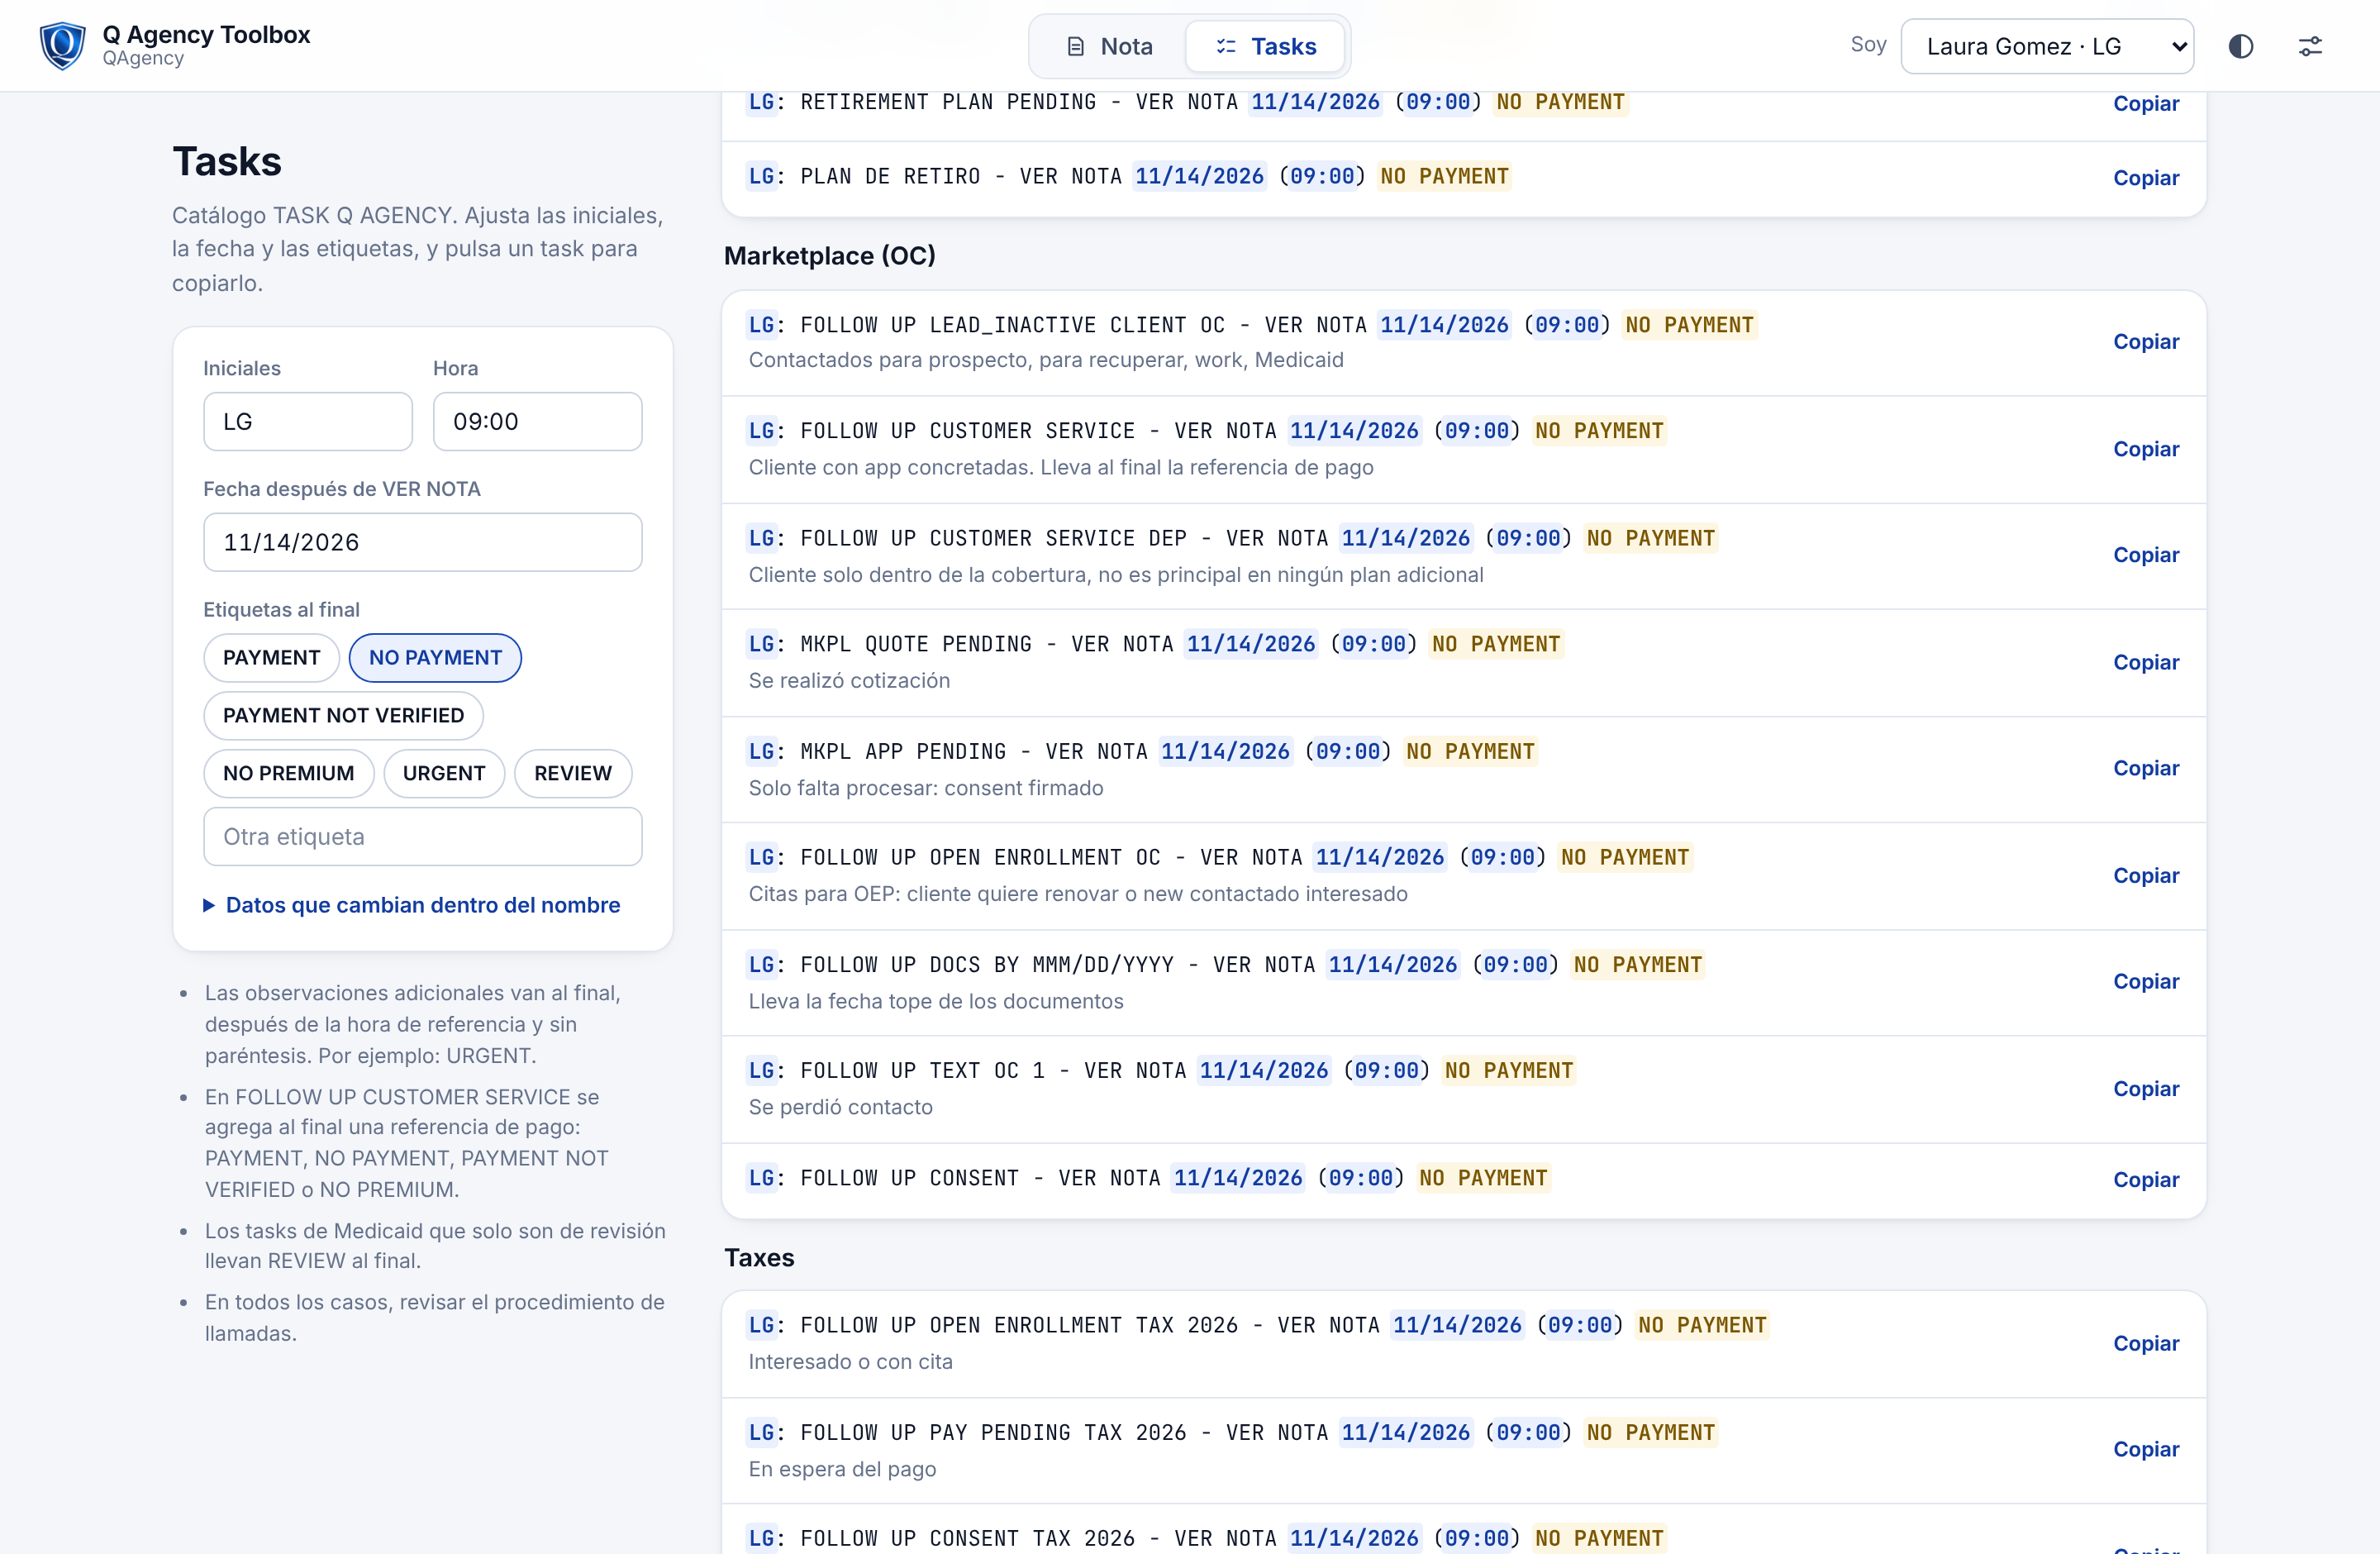 Q Agency Toolbox
QAgency
Nota
Tasks
Soy
Laura Gomez · LG
Tasks
Catálogo TASK Q AGENCY. Ajusta las iniciales,
la fecha y las etiquetas, y pulsa un task para
copiarlo.
Iniciales
Hora
LG
09:00
Fecha después de VER NOTA
11/14/2026
Etiquetas al final
PAYMENT
NO PAYMENT
PAYMENT NOT VERIFIED
NO PREMIUM
URGENT
REVIEW
Otra etiqueta
Datos que cambian dentro del nombre
Las observaciones adicionales van al final,
después de la hora de referencia y sin
paréntesis. Por ejemplo: URGENT.
En FOLLOW UP CUSTOMER SERVICE se
agrega al final una referencia de pago:
PAYMENT, NO PAYMENT, PAYMENT NOT
VERIFIED o NO PREMIUM.
Los tasks de Medicaid que solo son de revisión
llevan REVIEW al final.
En todos los casos, revisar el procedimiento de
llamadas.
LG: RETIREMENT PLAN PENDING - VER NOTA 11/14/2026 (09:00) NO PAYMENT
Copiar
LG: PLAN DE RETIRO - VER NOTA 11/14/2026 (09:00) NO PAYMENT
Copiar
Marketplace (OC)
LG: FOLLOW UP LEAD_INACTIVE CLIENT OC - VER NOTA 11/14/2026 (09:00) NO PAYMENT
Contactados para prospecto, para recuperar, work, Medicaid
Copiar
LG: FOLLOW UP CUSTOMER SERVICE - VER NOTA 11/14/2026 (09:00) NO PAYMENT
Cliente con app concretadas. Lleva al final la referencia de pago
Copiar
LG: FOLLOW UP CUSTOMER SERVICE DEP - VER NOTA 11/14/2026 (09:00) NO PAYMENT
Cliente solo dentro de la cobertura, no es principal en ningún plan adicional
Copiar
LG: MKPL QUOTE PENDING - VER NOTA 11/14/2026 (09:00) NO PAYMENT
Se realizó cotización
Copiar
LG: MKPL APP PENDING - VER NOTA 11/14/2026 (09:00) NO PAYMENT
Solo falta procesar: consent firmado
Copiar
LG: FOLLOW UP OPEN ENROLLMENT OC - VER NOTA 11/14/2026 (09:00) NO PAYMENT
Citas para OEP: cliente quiere renovar o new contactado interesado
Copiar
LG: FOLLOW UP DOCS BY MMM/DD/YYYY - VER NOTA 11/14/2026 (09:00) NO PAYMENT
Lleva la fecha tope de los documentos
Copiar
LG: FOLLOW UP TEXT OC 1 - VER NOTA 11/14/2026 (09:00) NO PAYMENT
Se perdió contacto
Copiar
LG: FOLLOW UP CONSENT - VER NOTA 11/14/2026 (09:00) NO PAYMENT
Copiar
Taxes
LG: FOLLOW UP OPEN ENROLLMENT TAX 2026 - VER NOTA 11/14/2026 (09:00) NO PAYMENT
Interesado o con cita
Copiar
LG: FOLLOW UP PAY PENDING TAX 2026 - VER NOTA 11/14/2026 (09:00) NO PAYMENT
En espera del pago
Copiar
LG: FOLLOW UP CONSENT TAX 2026 - VER NOTA 11/14/2026 (09:00) NO PAYMENT